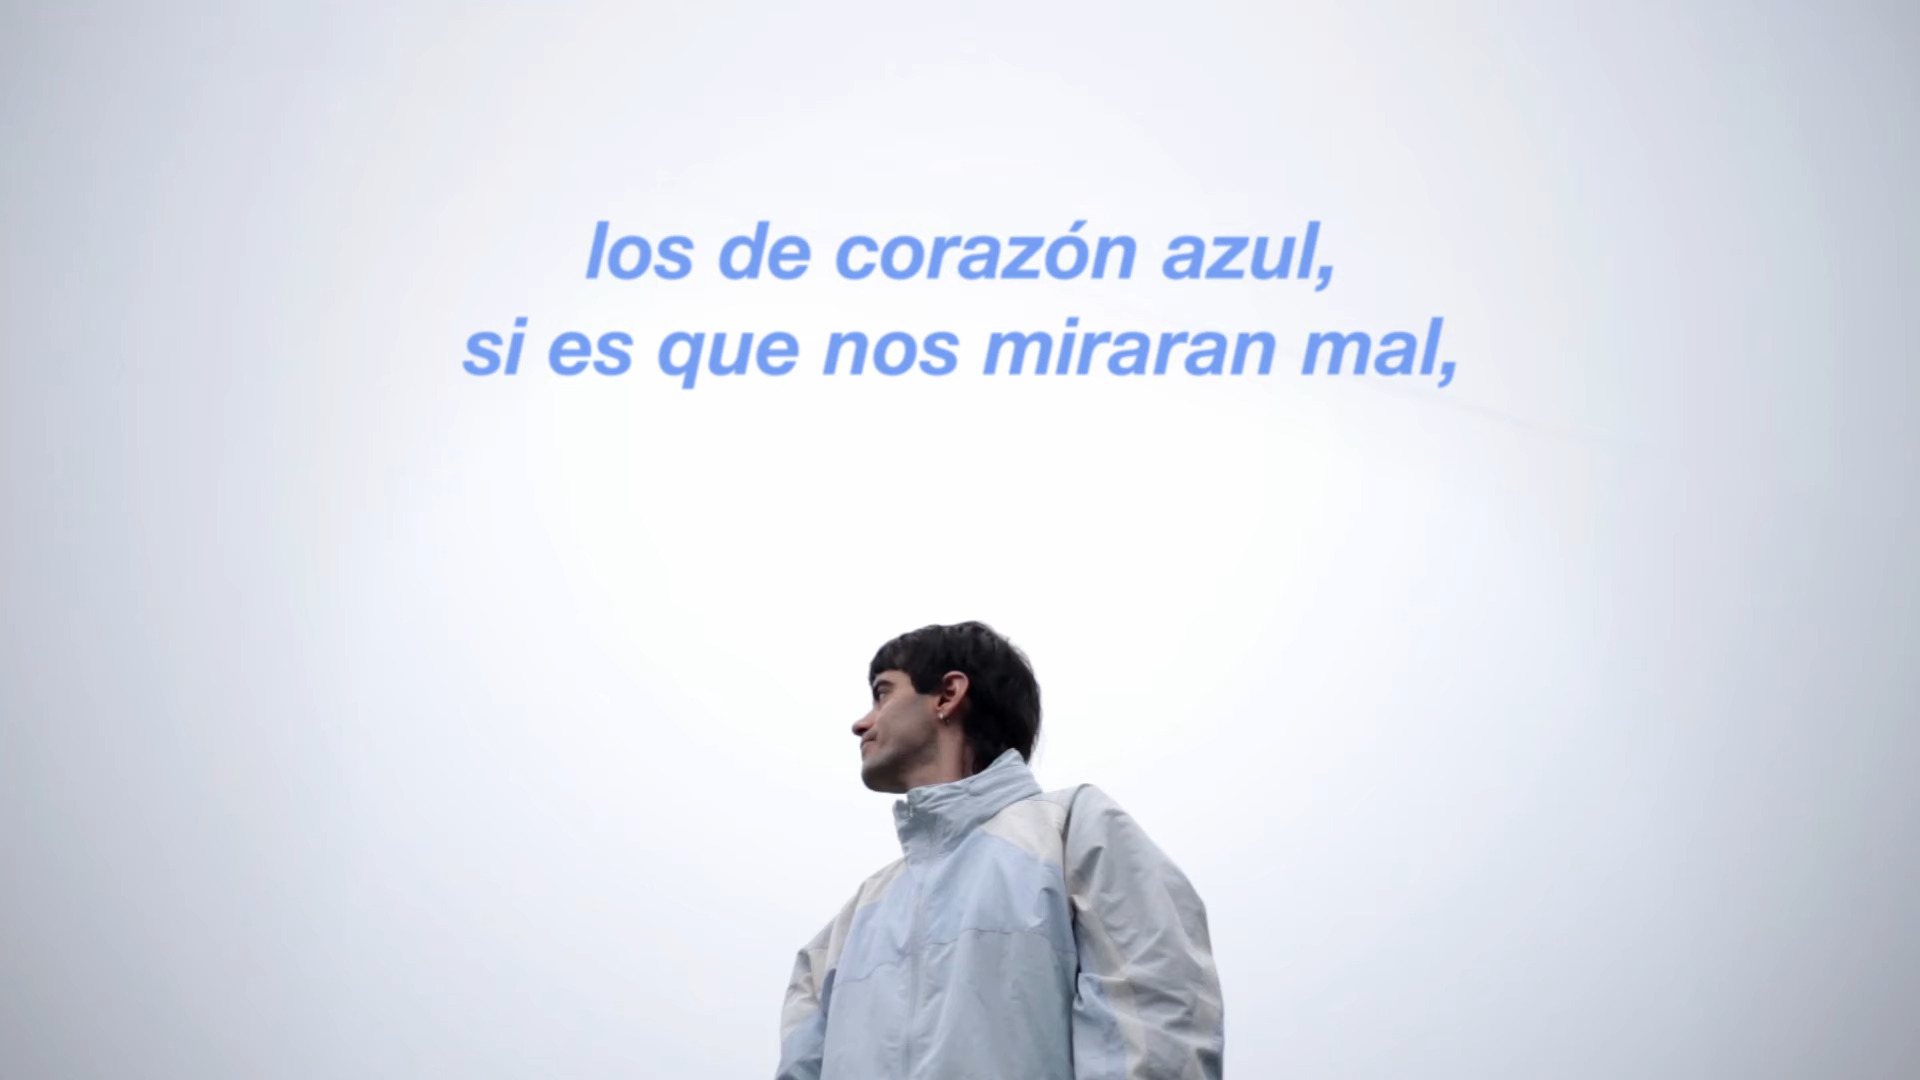 los de corazón azul,
si es que nos miraran mal,